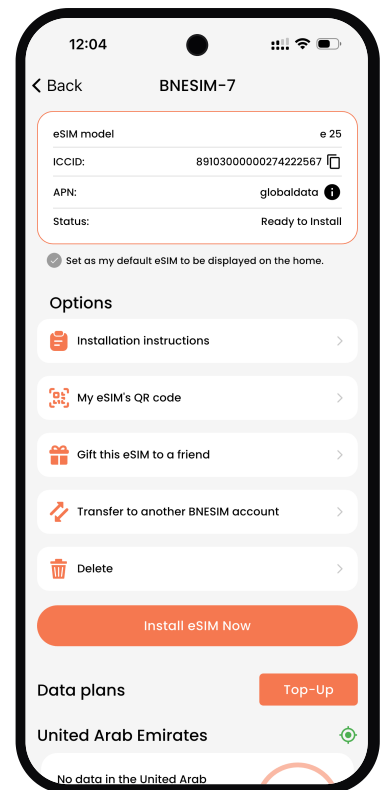 12:04
Back
BNESIM-7
eSIM model e 25
ICCID: 89103000000274222567
APN: globaldata
Status: Ready to Install
Set as my default eSIM to be displayed on the home.
Options
Installation instructions
My eSIM's QR code
Gift this eSIM to a friend
Transfer to another BNESIM account
Delete
Install eSIM Now
Data plans Top-Up
United Arab Emirates
No data in the United Arab